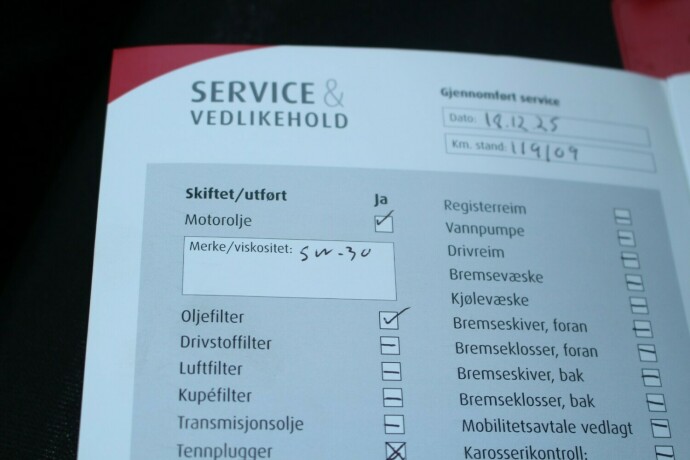 SERVICE &
VEDLIKEHOLD
Gjennomført service
Dato: 18.12.25
Km. stand: 119109
Skiftet/utført Ja
Motorolje
Merke/viskositet: 5W-30
Oljefilter
Drivstoffilter
Luftfilter
Kupéfilter
Transmisjonsolje
Tennplugger
Registerreim
Vannpumpe
Drivreim
Bremsevæske
Kjølevæske
Bremseskiver, foran
Bremseklosser, foran
Bremseskiver, bak
Bremseklosser, bak
Mobilitetsavtale vedlagt
Karosserikontroll: